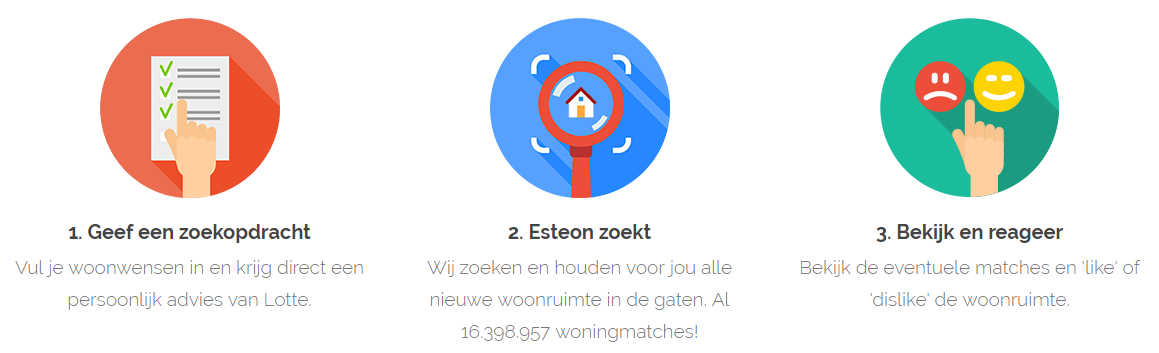 1. Geef een zoekopdracht
Vul je woonwensen in en krijg direct een
persoonlijk advies van Lotte.
2. Esteon zoekt
Wij zoeken en houden voor jou alle
nieuwe woonruimte in de gaten. Al
16.398.957 woningmatches!
3. Bekijk en reageer
Bekijk de eventuele matches en 'like' of
'dislike' de woonruimte.